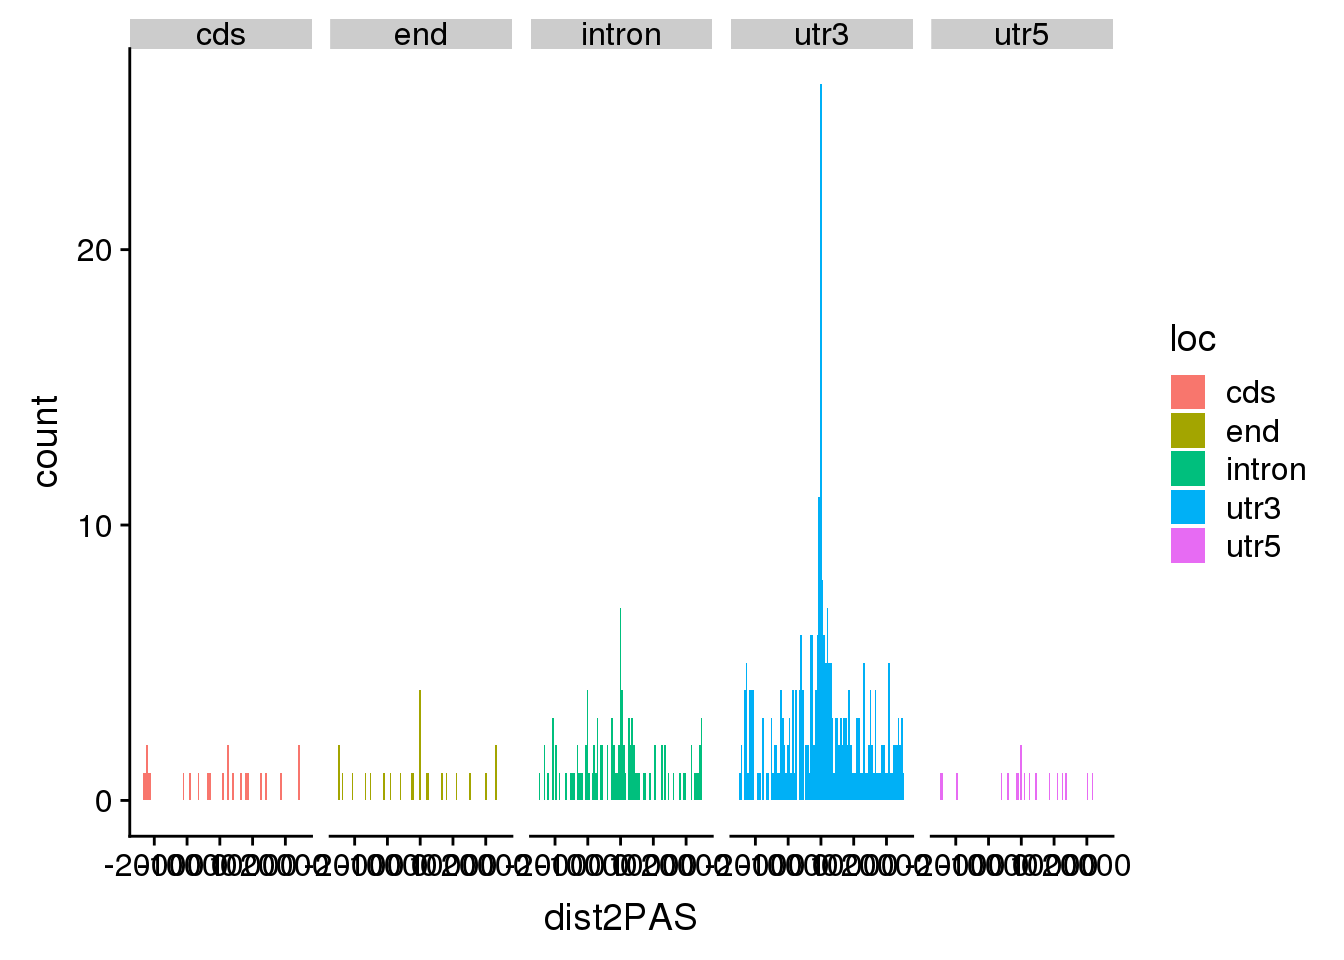 cds
end
intron
utr3
utr5
20
10
0
count
loc
cds
end
intron
utr3
utr5
dist2PAS